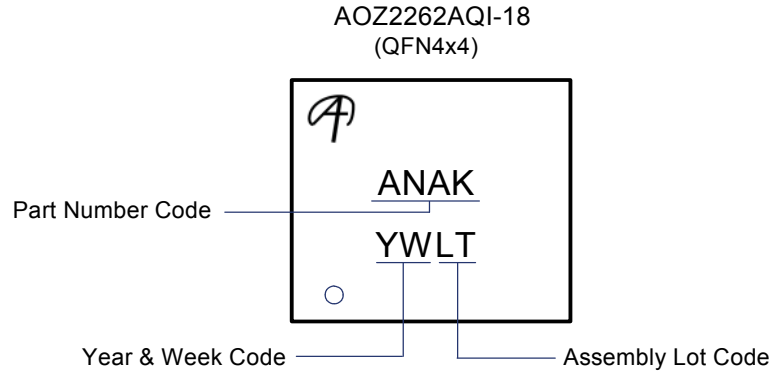 AOZ2262AQI-18
(QFN4x4)
ANAK
Part Number Code
YWLT
Year & Week Code
Assembly Lot Code